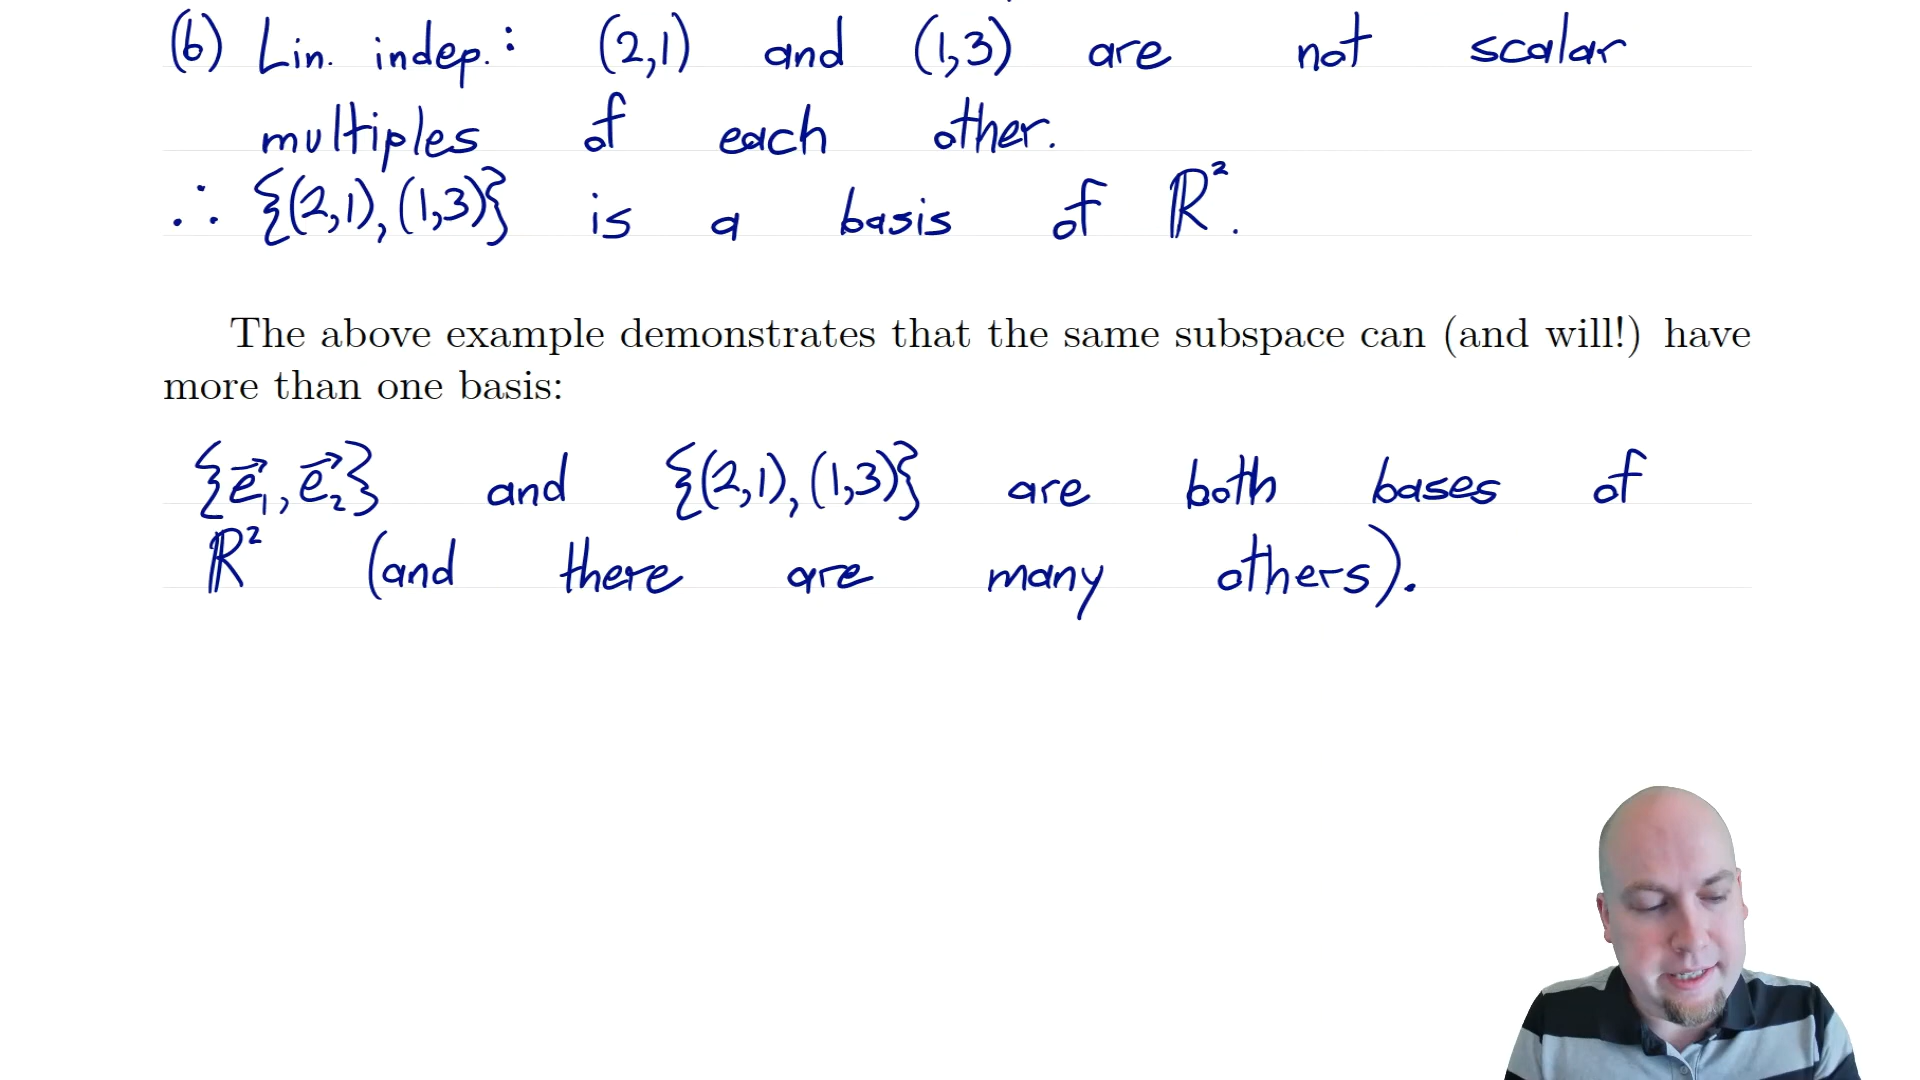 (b) Lin. indep.: (2,1) and (1,3) are not scalar
multiples of each other.
∴ {(2,1),(1,3)} is a basis of ℝ².
The above example demonstrates that the same subspace can (and will!) have
more than one basis:
{e⃗₁,e⃗₂} and {(2,1),(1,3)} are both bases of
ℝ² (and there are many others).